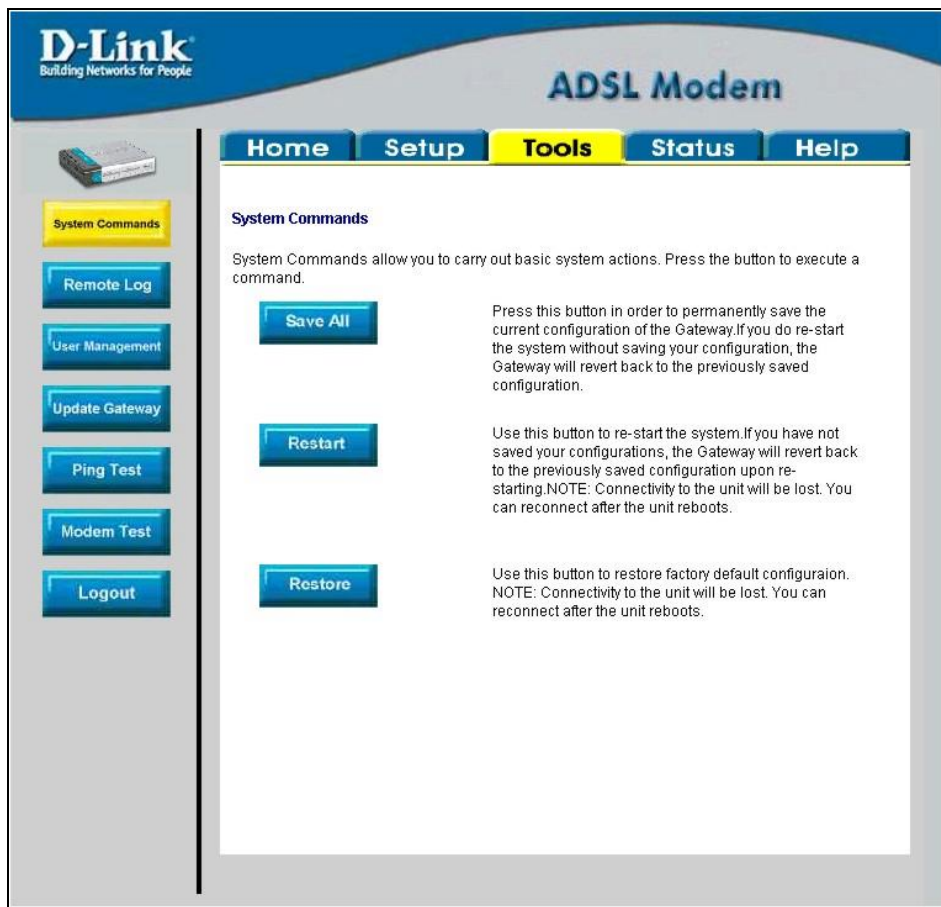 D-Link
Building Networks for People
ADSL Modem
Home Setup Tools Status Help
System Commands
Remote Log
User Management
Update Gateway
Ping Test
Modem Test
Logout
System Commands
System Commands allow you to carry out basic system actions. Press the button to execute a
command.
Save All
Press this button in order to permanently save the
current configuration of the Gateway.If you do re-start
the system without saving your configuration, the
Gateway will revert back to the previously saved
configuration.
Restart
Use this button to re-start the system.If you have not
saved your configurations, the Gateway will revert back
to the previously saved configuration upon re-
starting.NOTE: Connectivity to the unit will be lost. You
can reconnect after the unit reboots.
Restore
Use this button to restore factory default configuraion.
NOTE: Connectivity to the unit will be lost. You can
reconnect after the unit reboots.